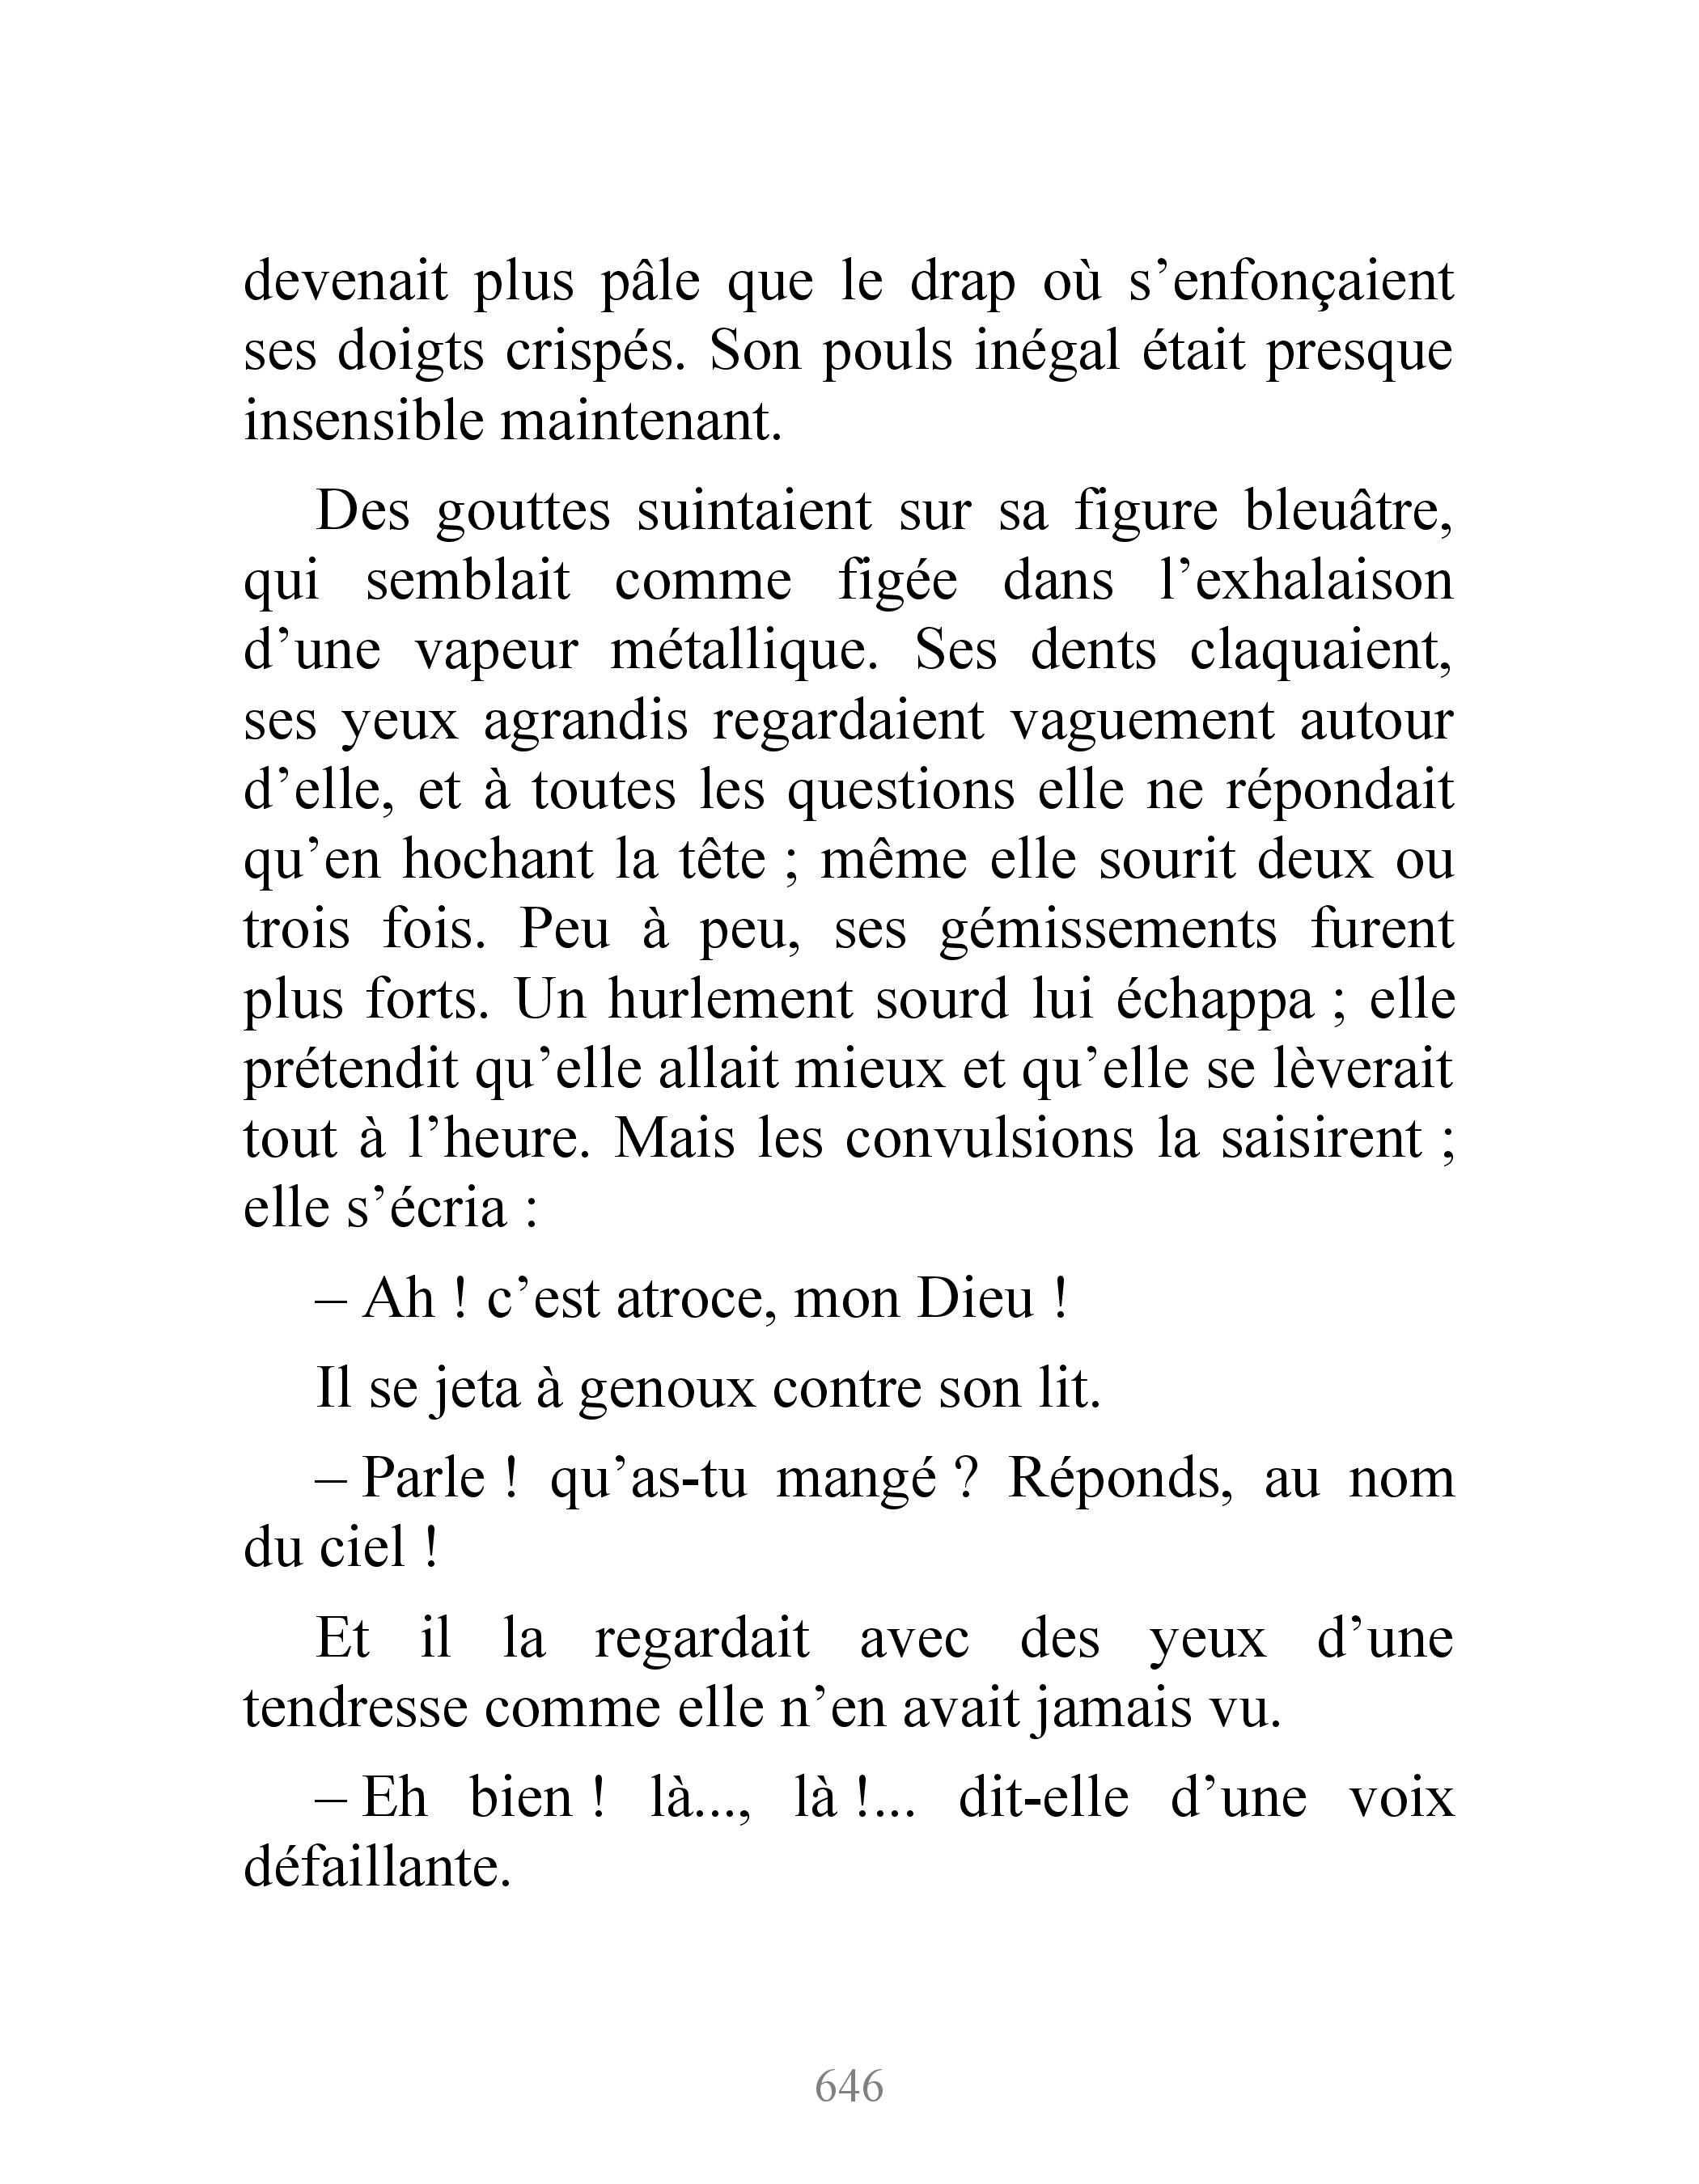 devenait plus pâle que le drap où s’enfonçaient
ses doigts crispés. Son pouls inégal était presque
insensible maintenant.
Des gouttes suintaient sur sa figure bleuâtre,
qui semblait comme figée dans l’exhalaison
d’une vapeur métallique. Ses dents claquaient,
ses yeux agrandis regardaient vaguement autour
d’elle, et à toutes les questions elle ne répondait
qu’en hochant la tête ; même elle sourit deux ou
trois fois. Peu à peu, ses gémissements furent
plus forts. Un hurlement sourd lui échappa ; elle
prétendit qu’elle allait mieux et qu’elle se lèverait
tout à l’heure. Mais les convulsions la saisirent ;
elle s’écria :
– Ah ! c’est atroce, mon Dieu !
Il se jeta à genoux contre son lit.
– Parle ! qu’as-tu mangé ? Réponds, au nom
du ciel !
Et il la regardait avec des yeux d’une
tendresse comme elle n’en avait jamais vu.
– Eh bien ! là..., là !... dit-elle d’une voix
défaillante.
646